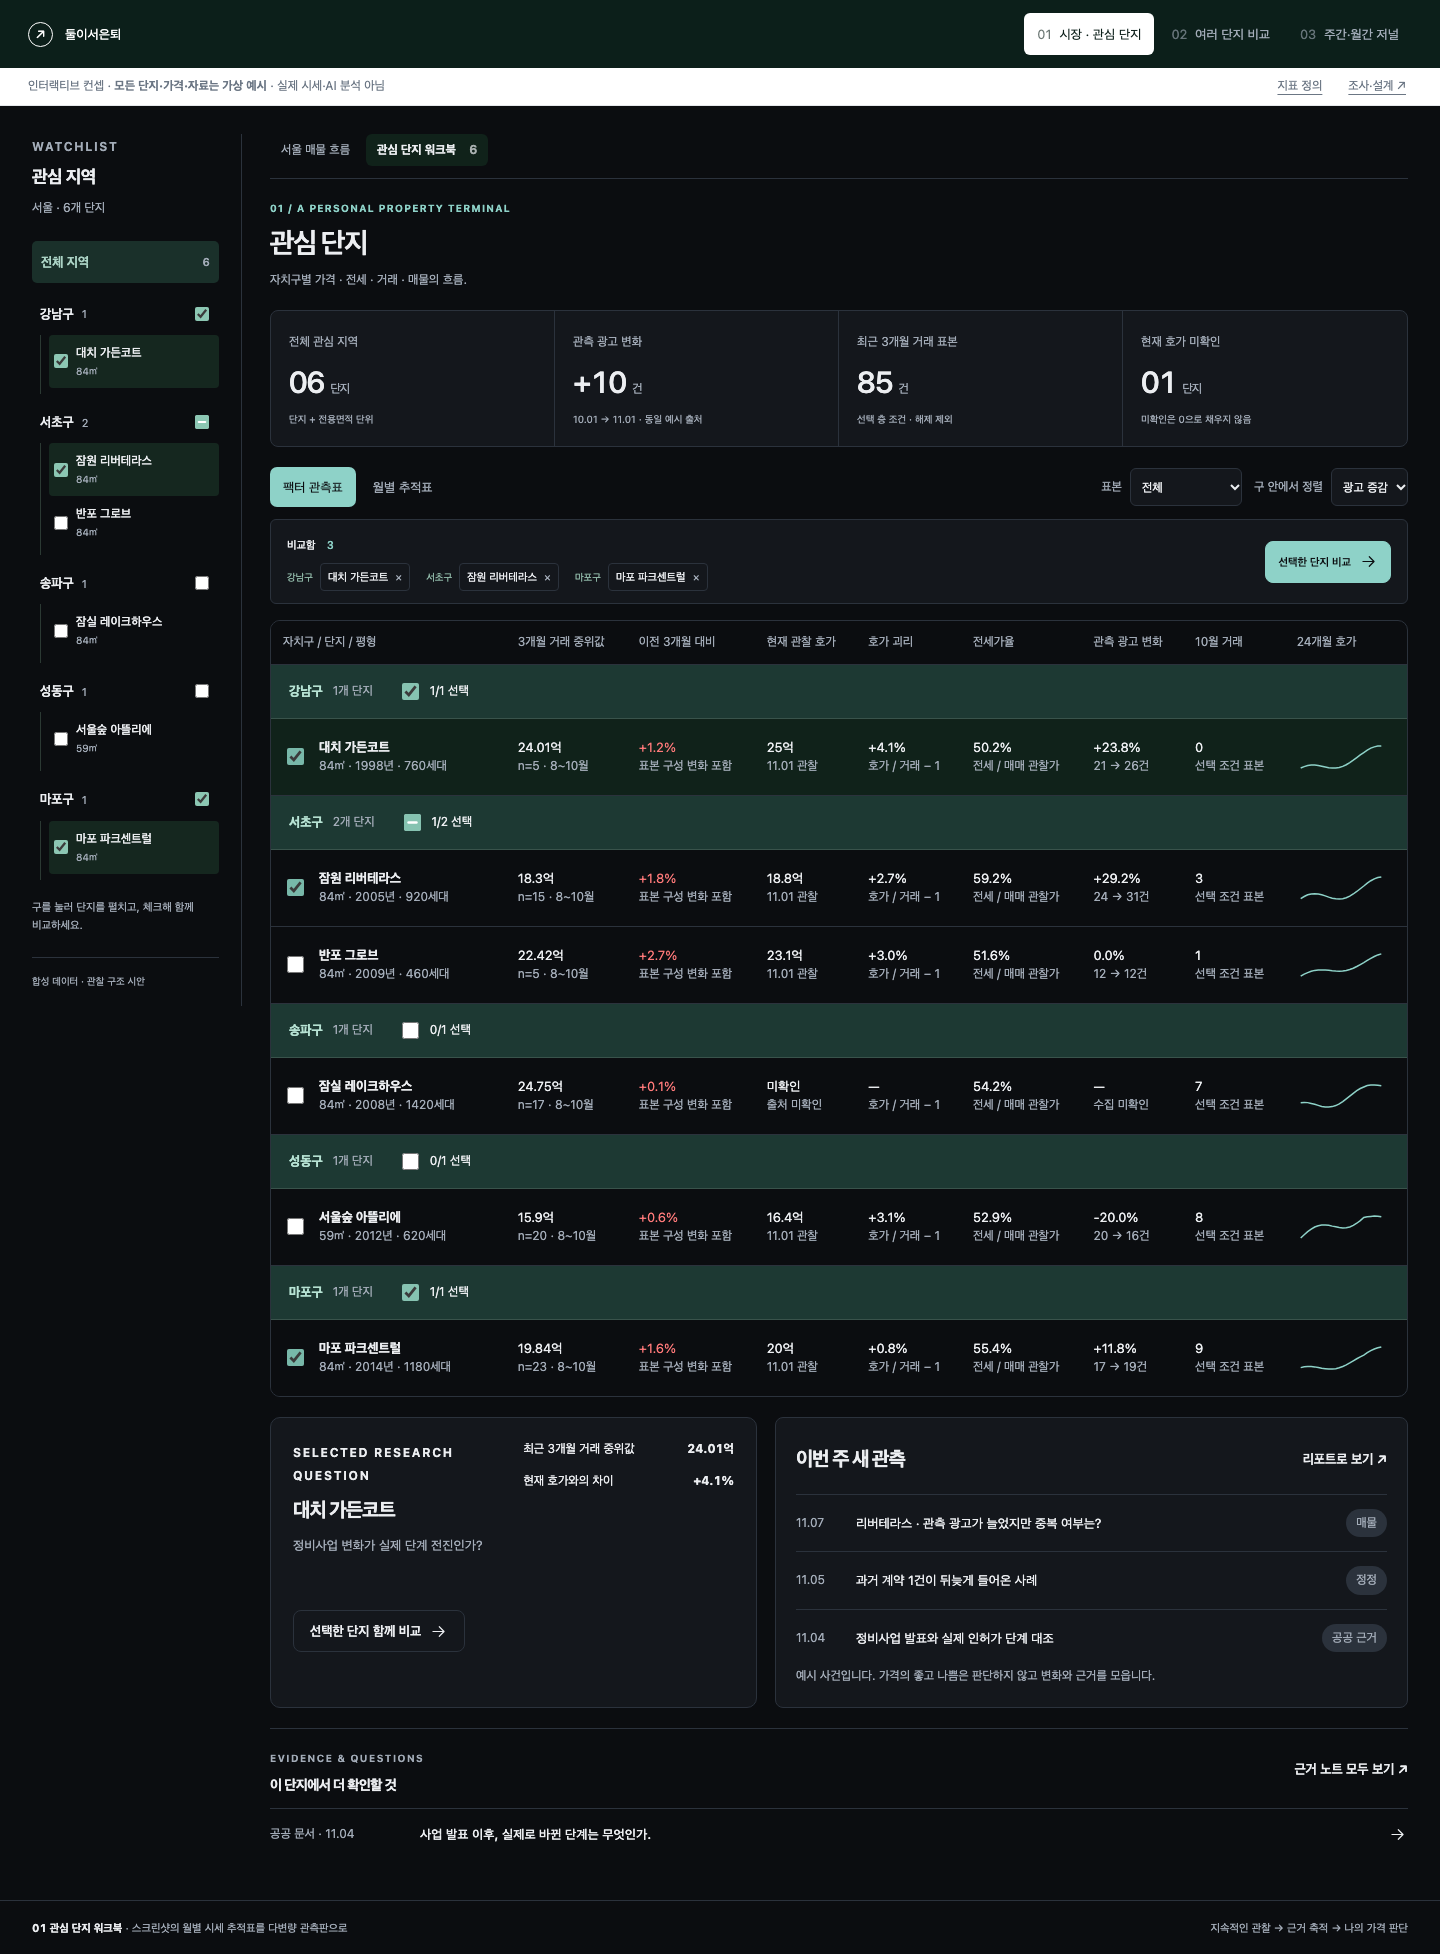 둘이서은퇴
01 시장 · 관심 단지
02 여러 단지 비교
03 주간·월간 저널
인터랙티브 컨셉 · 모든 단지·가격·자료는 가상 예시 · 실제 시세·AI 분석 아님
지표 정의
조사·설계 ↗
WATCHLIST
관심 지역
서울 · 6개 단지
전체 지역 6
강남구 1
대치 가든코트
84㎡
서초구 2
잠원 리버테라스
84㎡
반포 그로브
84㎡
송파구 1
잠실 레이크하우스
84㎡
성동구 1
서울숲 아뜰리에
59㎡
마포구 1
마포 파크센트럴
84㎡
구를 눌러 단지를 펼치고, 체크해 함께
비교하세요.
합성 데이터 · 관찰 구조 시안
서울 매물 흐름
관심 단지 워크북 6
01 / A PERSONAL PROPERTY TERMINAL
관심 단지
자치구별 가격 · 전세 · 거래 · 매물의 흐름.
전체 관심 지역
06 단지
단지 + 전용면적 단위
관측 광고 변화
+10 건
10.01 → 11.01 · 동일 예시 출처
최근 3개월 거래 표본
85 건
선택 층 조건 · 해제 제외
현재 호가 미확인
01 단지
미확인은 0으로 채우지 않음
팩터 관측표
월별 추적표
표본 전체
구 안에서 정렬 광고 증감
비교함 3
강남구 대치 가든코트 × 서초구 잠원 리버테라스 × 마포구 마포 파크센트럴 ×
선택한 단지 비교 →
자치구 / 단지 / 평형 3개월 거래 중위값 이전 3개월 대비 현재 관찰 호가 호가 괴리 전세가율 관측 광고 변화 10월 거래 24개월 호가
강남구 1개 단지 1/1 선택
대치 가든코트 24.01억 +1.2% 25억 +4.1% 50.2% +23.8% 0
84㎡ · 1998년 · 760세대 n=5 · 8~10월 표본 구성 변화 포함 11.01 관찰 호가 / 거래 − 1 전세 / 매매 관찰가 21 → 26건 선택 조건 표본
서초구 2개 단지 1/2 선택
잠원 리버테라스 18.3억 +1.8% 18.8억 +2.7% 59.2% +29.2% 3
84㎡ · 2005년 · 920세대 n=15 · 8~10월 표본 구성 변화 포함 11.01 관찰 호가 / 거래 − 1 전세 / 매매 관찰가 24 → 31건 선택 조건 표본
반포 그로브 22.42억 +2.7% 23.1억 +3.0% 51.6% 0.0% 1
84㎡ · 2009년 · 460세대 n=5 · 8~10월 표본 구성 변화 포함 11.01 관찰 호가 / 거래 − 1 전세 / 매매 관찰가 12 → 12건 선택 조건 표본
송파구 1개 단지 0/1 선택
잠실 레이크하우스 24.75억 +0.1% 미확인 — 54.2% — 7
84㎡ · 2008년 · 1420세대 n=17 · 8~10월 표본 구성 변화 포함 출처 미확인 호가 / 거래 − 1 전세 / 매매 관찰가 수집 미확인 선택 조건 표본
성동구 1개 단지 0/1 선택
서울숲 아뜰리에 15.9억 +0.6% 16.4억 +3.1% 52.9% -20.0% 8
59㎡ · 2012년 · 620세대 n=20 · 8~10월 표본 구성 변화 포함 11.01 관찰 호가 / 거래 − 1 전세 / 매매 관찰가 20 → 16건 선택 조건 표본
마포구 1개 단지 1/1 선택
마포 파크센트럴 19.84억 +1.6% 20억 +0.8% 55.4% +11.8% 9
84㎡ · 2014년 · 1180세대 n=23 · 8~10월 표본 구성 변화 포함 11.01 관찰 호가 / 거래 − 1 전세 / 매매 관찰가 17 → 19건 선택 조건 표본
SELECTED RESEARCH
QUESTION
대치 가든코트
정비사업 변화가 실제 단계 전진인가?
최근 3개월 거래 중위값 24.01억
현재 호가와의 차이 +4.1%
선택한 단지 함께 비교 →
이번 주 새 관측
리포트로 보기 ↗
11.07 리버테라스 · 관측 광고가 늘었지만 중복 여부는? 매물
11.05 과거 계약 1건이 뒤늦게 들어온 사례 정정
11.04 정비사업 발표와 실제 인허가 단계 대조 공공 근거
예시 사건입니다. 가격의 좋고 나쁨은 판단하지 않고 변화와 근거를 모읍니다.
EVIDENCE & QUESTIONS
이 단지에서 더 확인할 것
근거 노트 모두 보기 ↗
공공 문서 · 11.04 사업 발표 이후, 실제로 바뀐 단계는 무엇인가. →
01 관심 단지 워크북 · 스크린샷의 월별 시세 추적표를 다변량 관측판으로
지속적인 관찰 → 근거 축적 → 나의 가격 판단